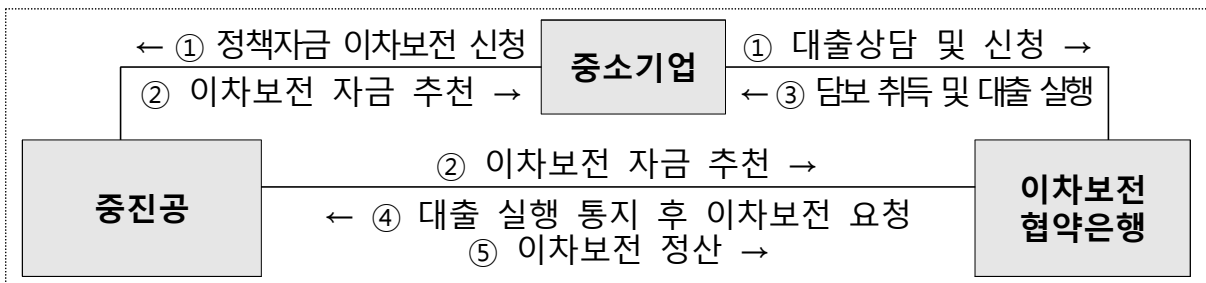 ← ① 정책자금 이차보전 신청
중소기업
① 대출상담 및 신청 →
② 이차보전 자금 추천 →
← ③ 담보 취득 및 대출 실행
중진공
② 이차보전 자금 추천 →
← ④ 대출 실행 통지 후 이차보전 요청
⑤ 이차보전 정산 →
이차보전
협약은행